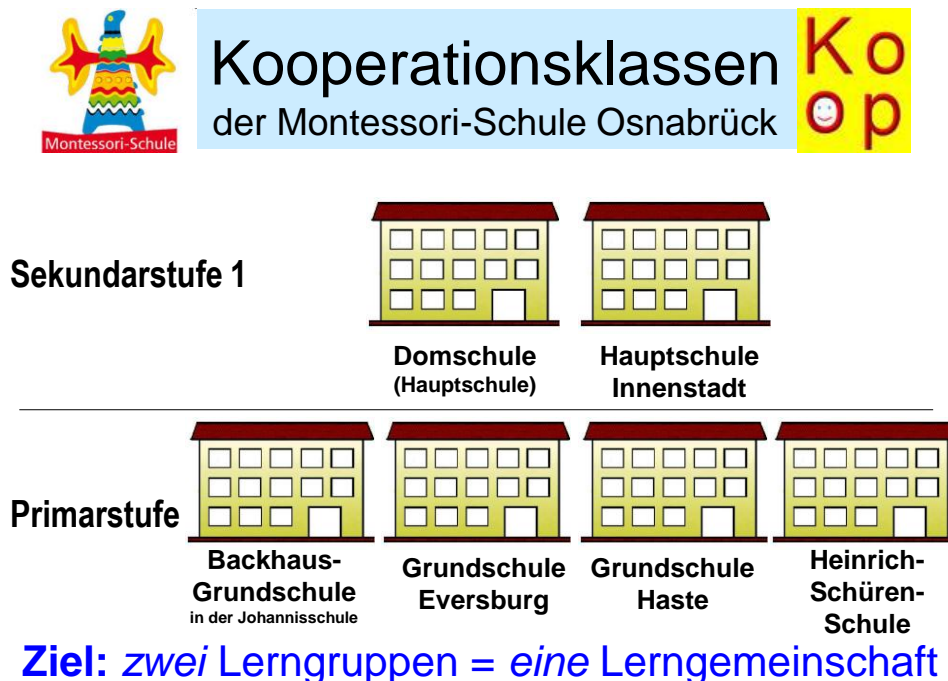 Montessori-Schule
Kooperationsklassen
der Montessori-Schule Osnabrück
Ko
op
Sekundarstufe 1
Domschule
(Hauptschule)
Hauptschule
Innenstadt
Primarstufe
Backhaus-
Grundschule
in der Johannisschule
Grundschule
Eversburg
Grundschule
Haste
Heinrich-
Schüren-
Schule
Ziel: zwei Lerngruppen = eine Lerngemeinschaft